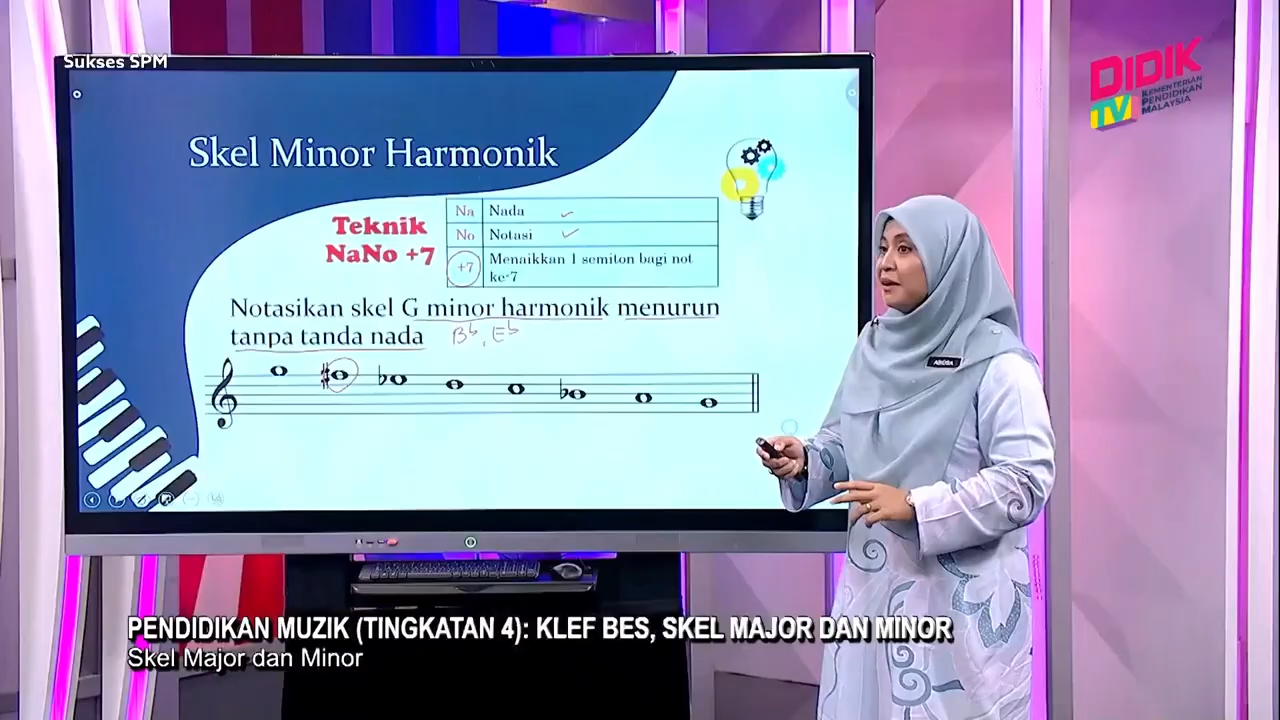 Sukses SPM
DIDIK
TV
KEMENTERIAN
PENDIDIKAN
MALAYSIA
Skel Minor Harmonik
Teknik
NaNo +7
Na Nada
No Notasi
+7 Menaikkan 1 semiton bagi not
ke-7
Notasikan skel G minor harmonik menurun
tanpa tanda nada B♭, E♭
PENDIDIKAN MUZIK (TINGKATAN 4): KLEF BES, SKEL MAJOR DAN MINOR
Skel Major dan Minor